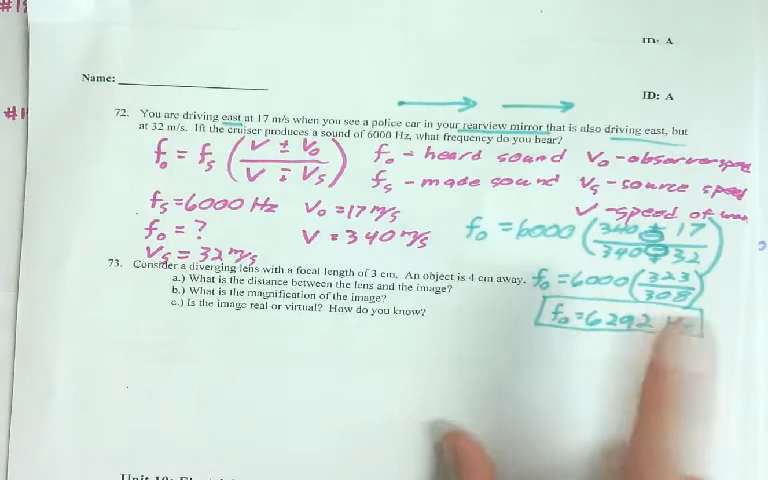 #1
ID: A
Name:
ID: A
#1
72. You are driving east at 17 m/s when you see a police car in your rearview mirror that is also driving east, but
at 32 m/s. If the cruiser produces a sound of 6000 Hz, what frequency do you hear?
f₀ = fₛ (V ± V₀ / V ∓ Vₛ)
f₀ - heard sound V₀ - observer speed
fₛ - made sound Vₛ - source speed
V - speed of
fₛ = 6000 Hz V₀ = 17 m/s
f₀ = ? V = 340 m/s
Vₛ = 32 m/s
f₀ = 6000 (340 ± 17 / 340 ∓ 32)
f₀ = 6000 (323 / 308)
f₀ = 6292 Hz
73. Consider a diverging lens with a focal length of 3 cm. An object is 4 cm away.
a.) What is the distance between the lens and the image?
b.) What is the magnification of the image?
c.) Is the image real or virtual? How do you know?